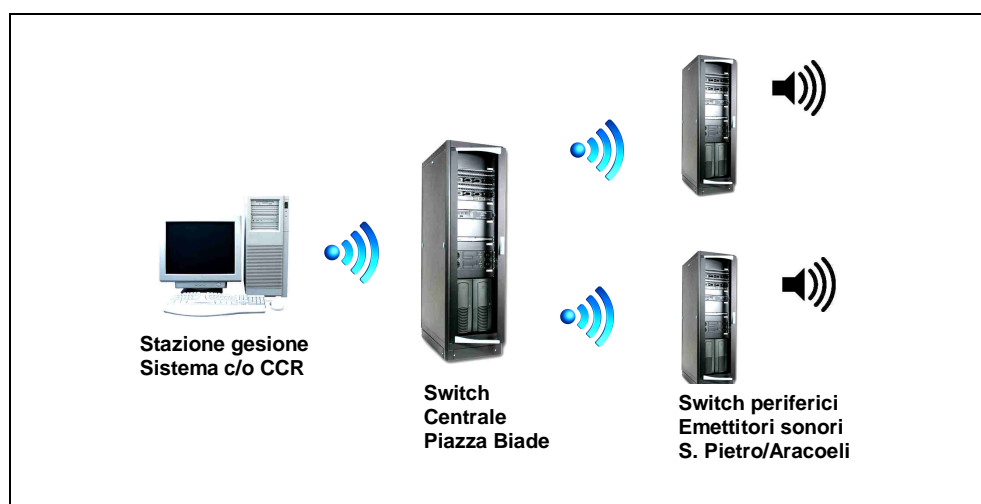 Stazione gesione
Sistema c/o CCR
Switch
Centrale
Piazza Biade
Switch periferici
Emettitori sonori
S. Pietro/Aracoeli